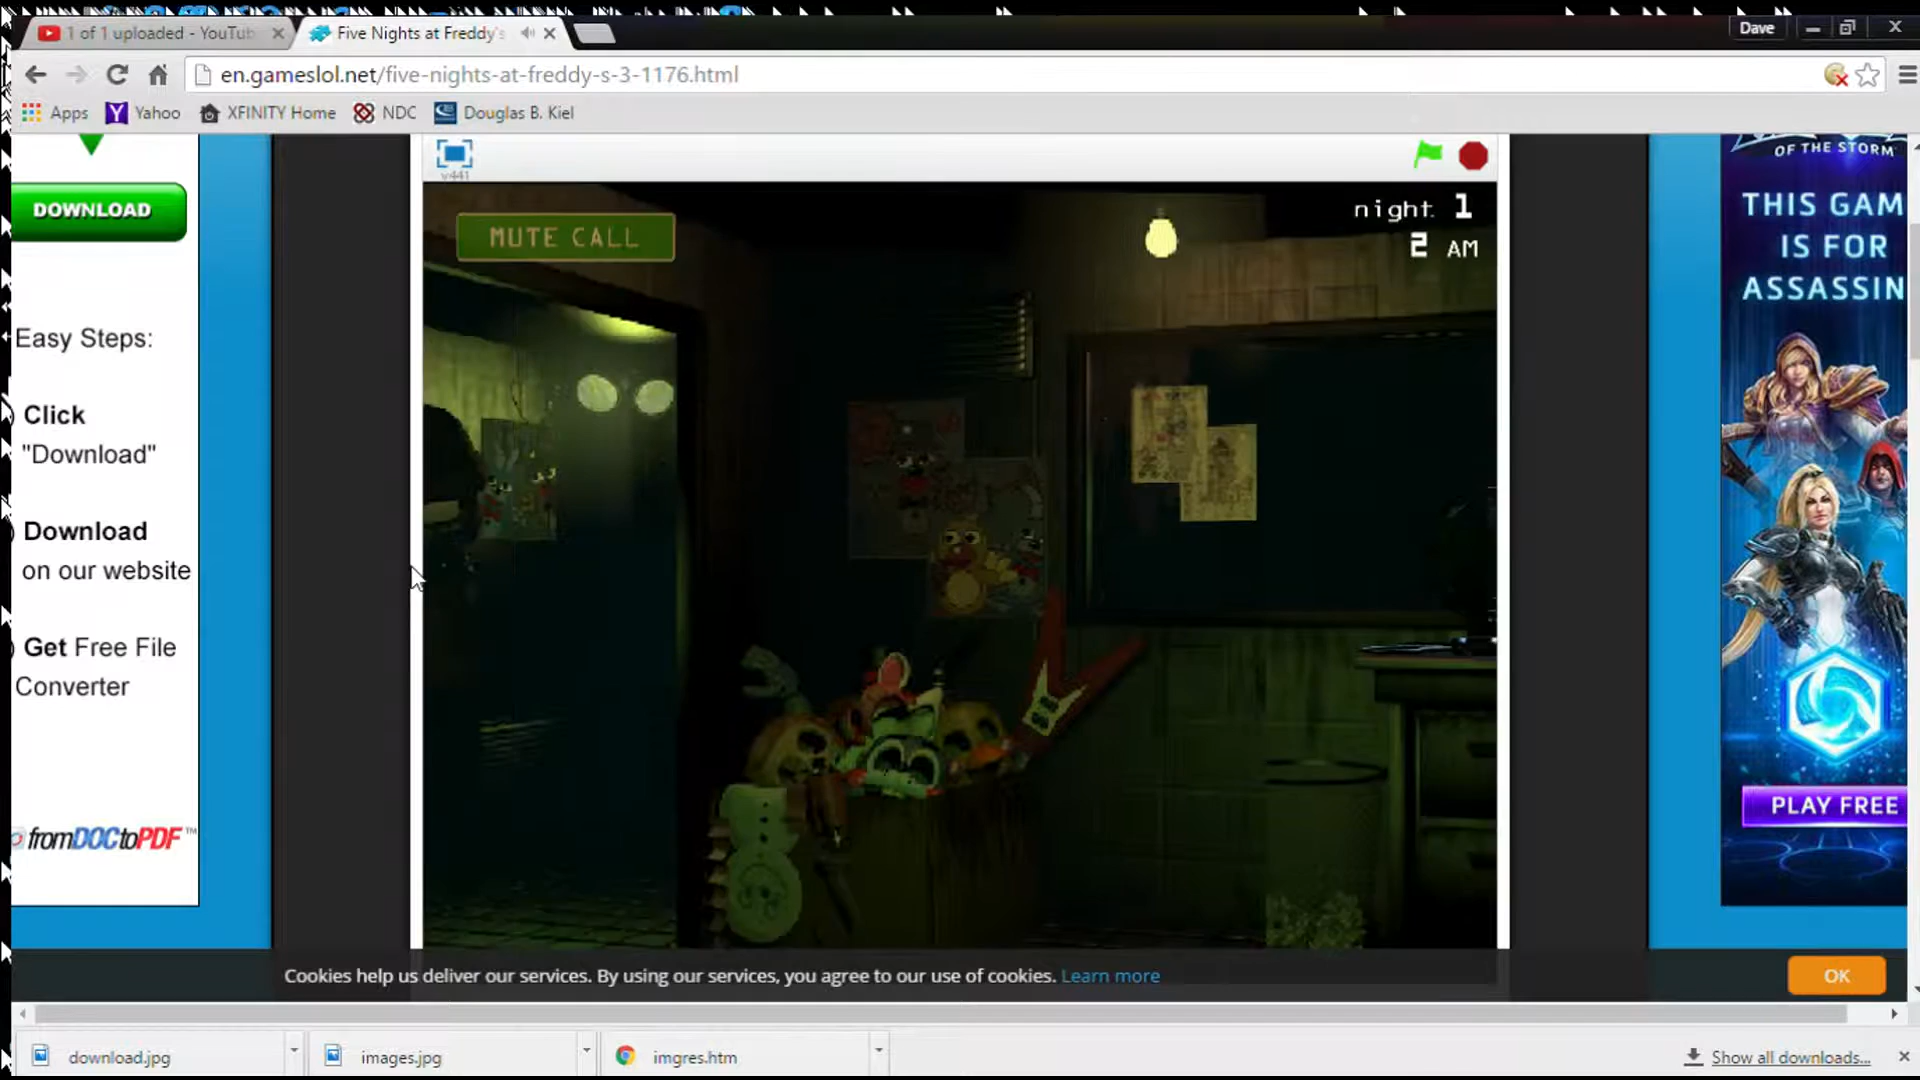 1 of 1 uploaded - YouTub
Five Nights at Freddy's
Dave
en.gameslol.net/five-nights-at-freddy-s-3-1176.html
Apps
Yahoo
XFINITY Home
NDC
Douglas B. Kiel
v441
DOWNLOAD
Easy Steps:
Click
"Download"
Download
on our website
Get Free File
Converter
fromDOCtoPDF™
MUTE CALL
night 1
2 AM
OF THE STORM
THIS GAM
IS FOR
ASSASSIN
PLAY FREE
Cookies help us deliver our services. By using our services, you agree to our use of cookies. Learn more
OK
download.jpg
images.jpg
imgres.htm
Show all downloads...